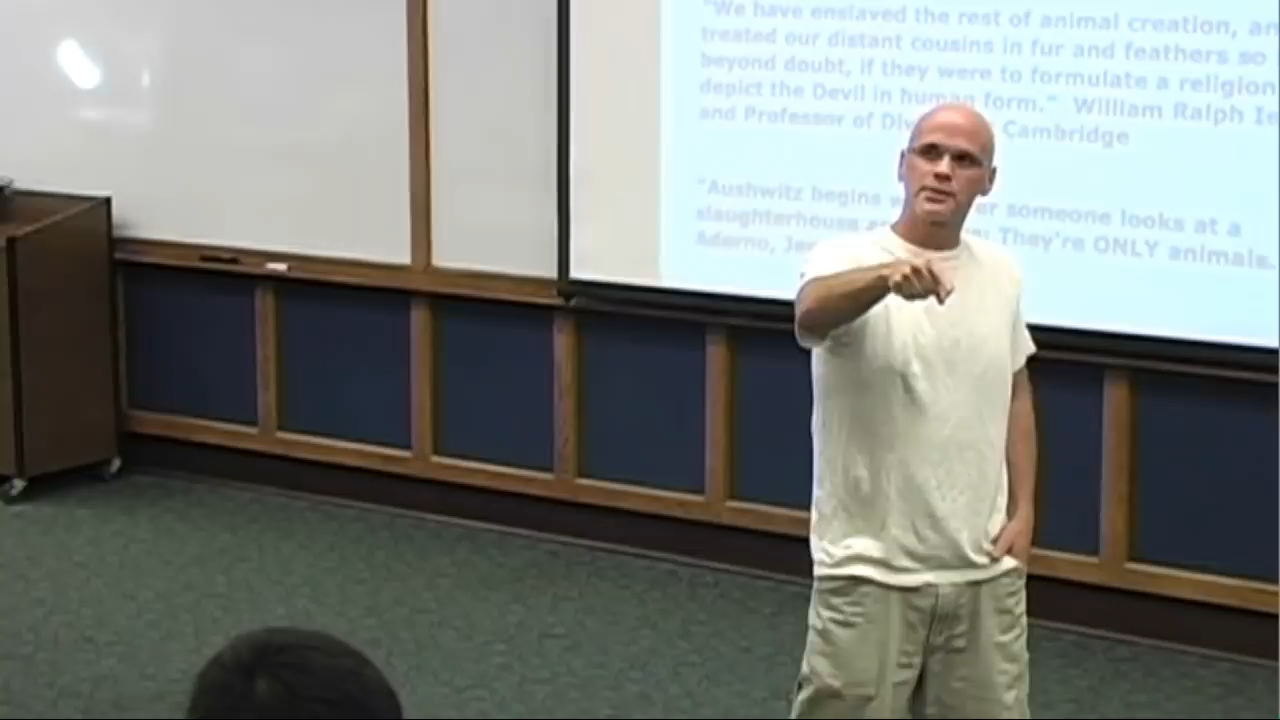 "We have enslaved the rest of animal creation, an
treated our distant cousins in fur and feathers so
beyond doubt, if they were to formulate a religion
depict the Devil in human form." William Ralph
and Professor of Cambridge
"Aushwitz begins someone looks at a
slaughterhouse They're ONLY animals.
Adorno,